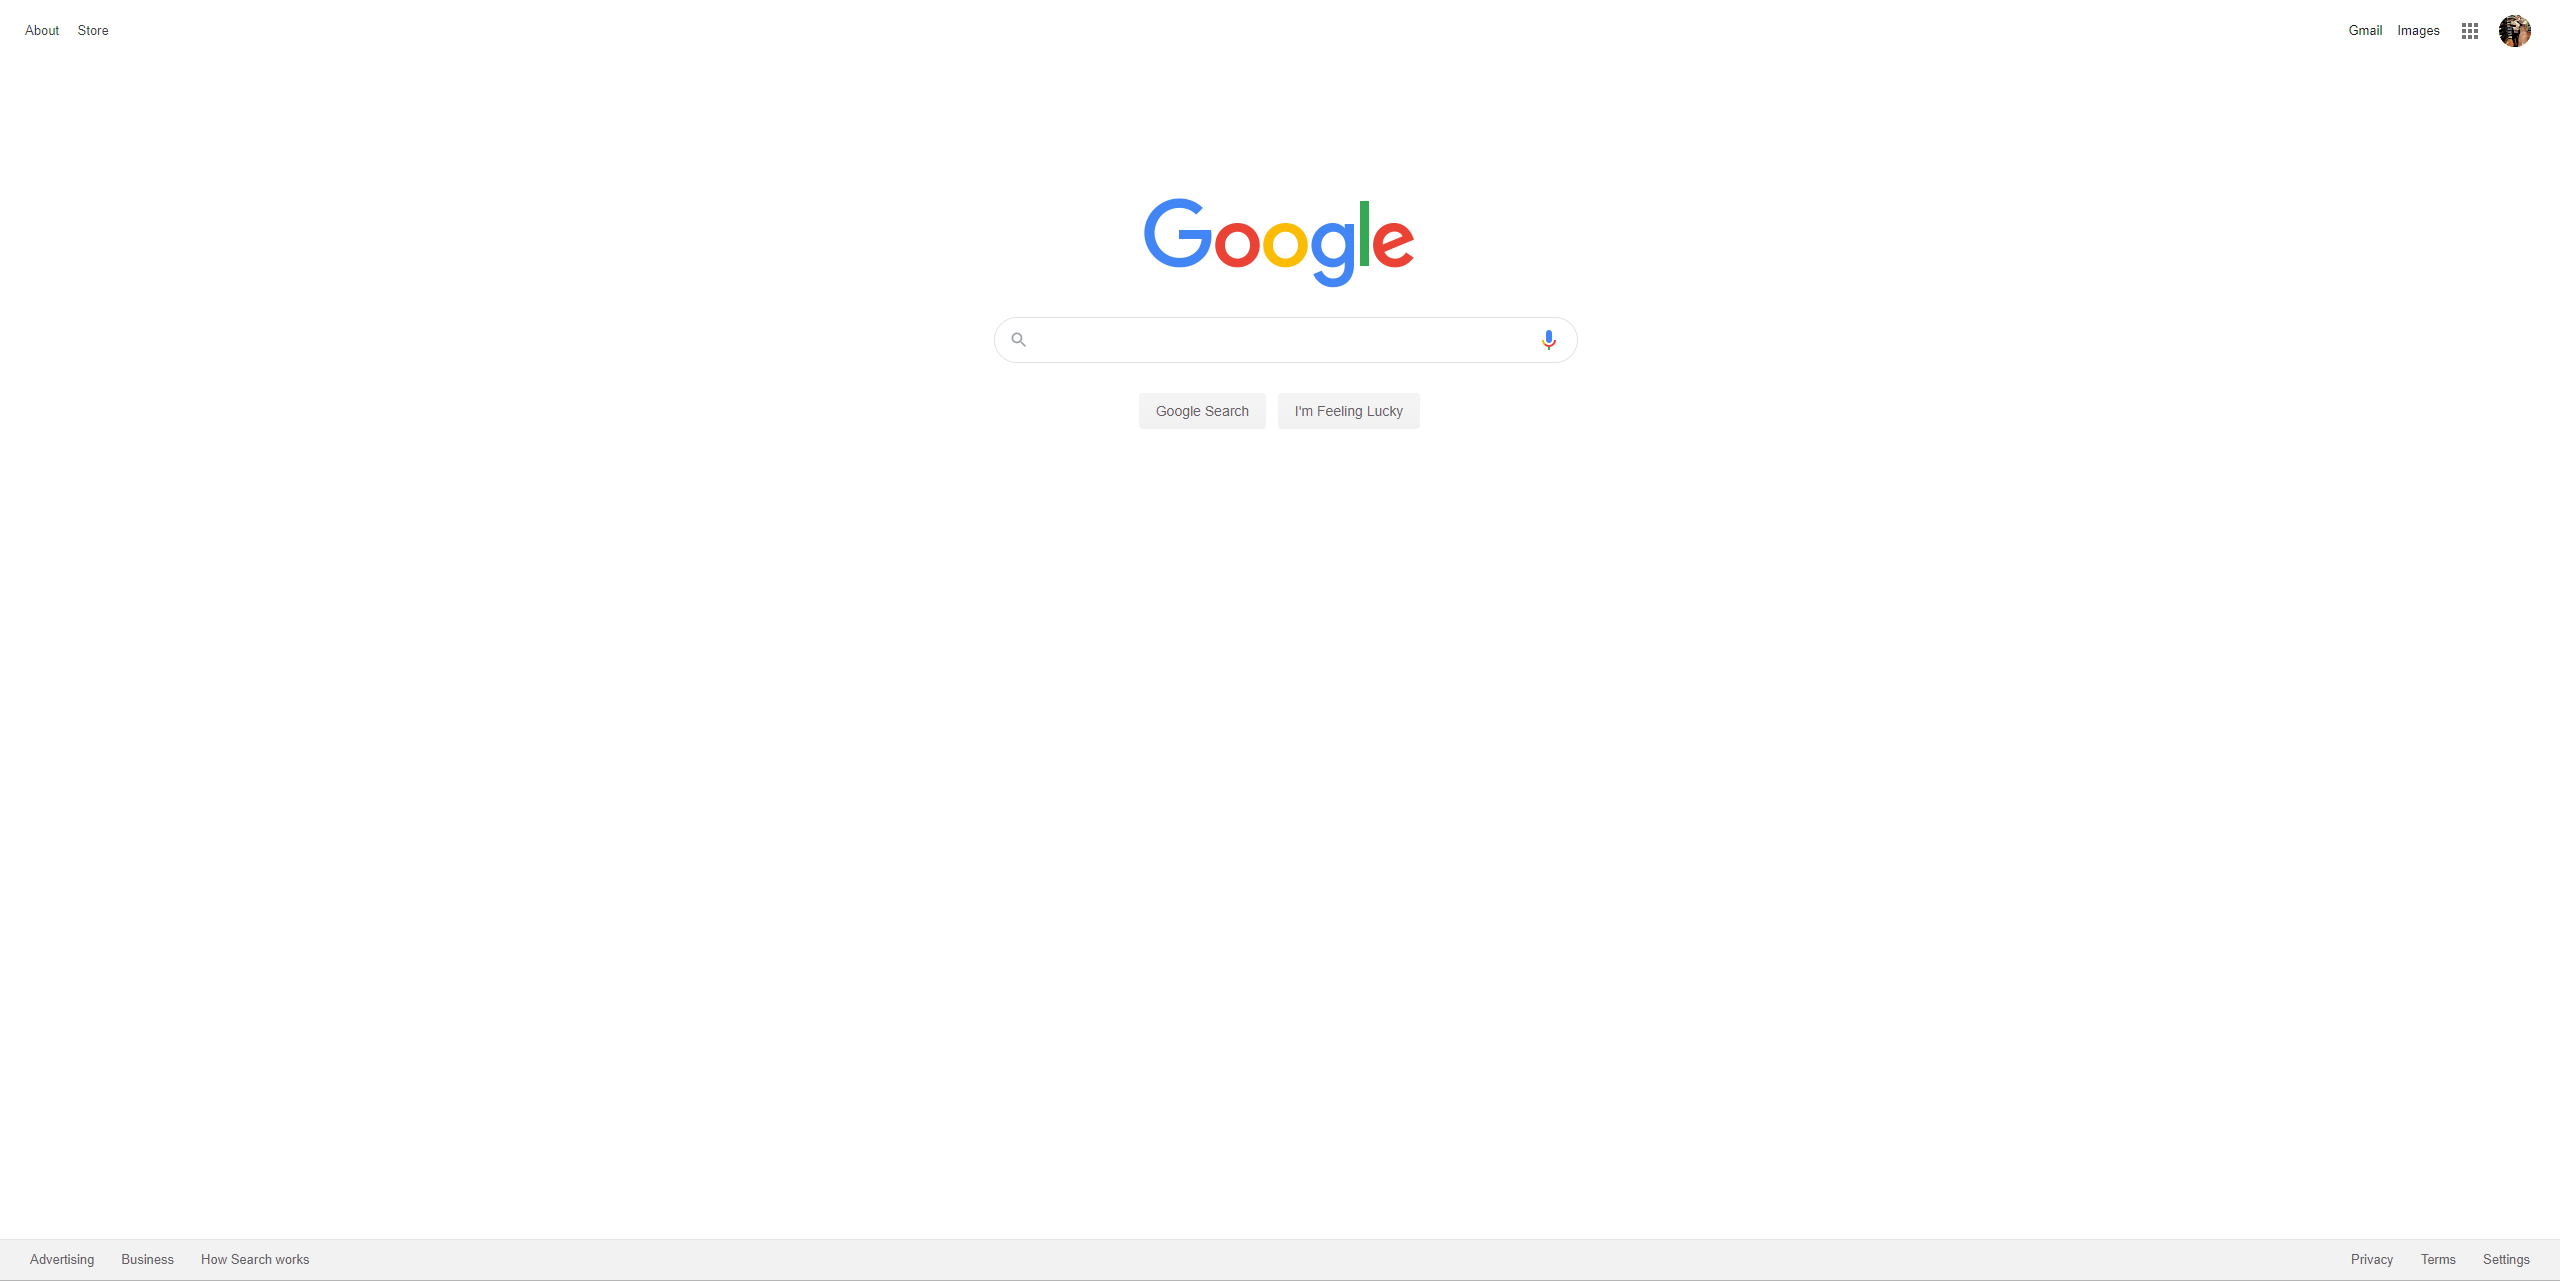 About Store Gmail Images
Google
Google Search I'm Feeling Lucky
Advertising Business How Search works Privacy Terms Settings